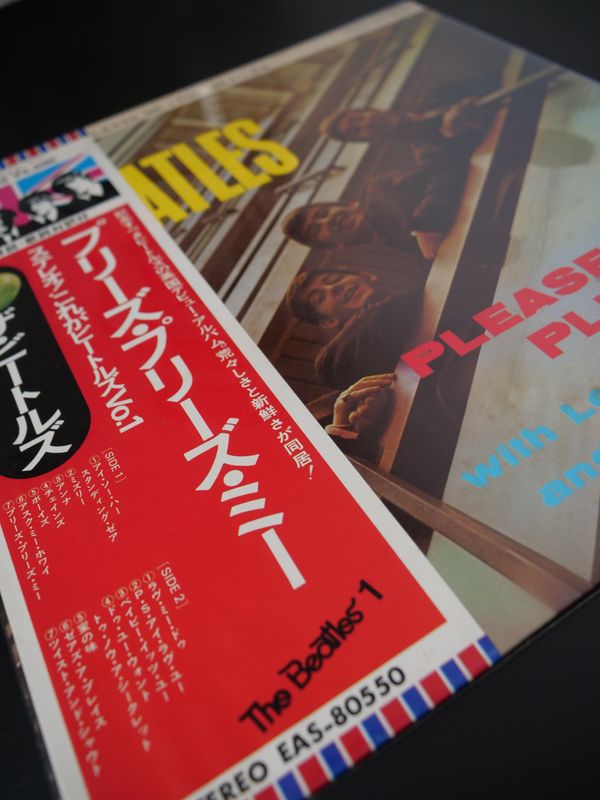 ATLES
PLEASE
PL
with L
an
プリーズ・プリーズ・ミー
ステレオ！これがビートルズNo.1
ザ・ビートルズ
[SIDE 1]
①アイ・ソー・ハー・
スタンディング・ゼア
②ミズリー
③アンナ
④チェインズ
⑤ボーイズ
⑥アスク・ミー・ホワイ
⑦プリーズ・プリーズ・ミー
[SIDE 2]
①ラヴ・ミー・ドゥ
②P・S・アイ・ラヴ・ユー
③ベイビー・イッツ・ユー
④ドゥ・ユー・ウォント・
トゥ・ノウ・ア・シークレット
⑤蜜の味
⑥ゼアズ・ア・プレイス
⑦ツイスト・アンド・シャウト
The Beatles' 1
EREO EAS-80550